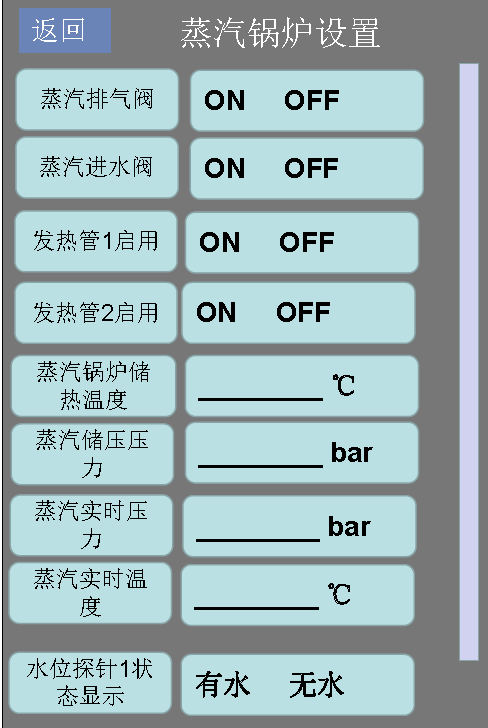 返回
蒸汽锅炉设置
蒸汽排气阀 ON OFF
蒸汽进水阀 ON OFF
发热管1启用 ON OFF
发热管2启用 ON OFF
蒸汽锅炉储
热温度
________ ℃
蒸汽储压压
力
________ bar
蒸汽实时压
力
________ bar
蒸汽实时温
度
________ ℃
水位探针1状
态显示
有水 无水